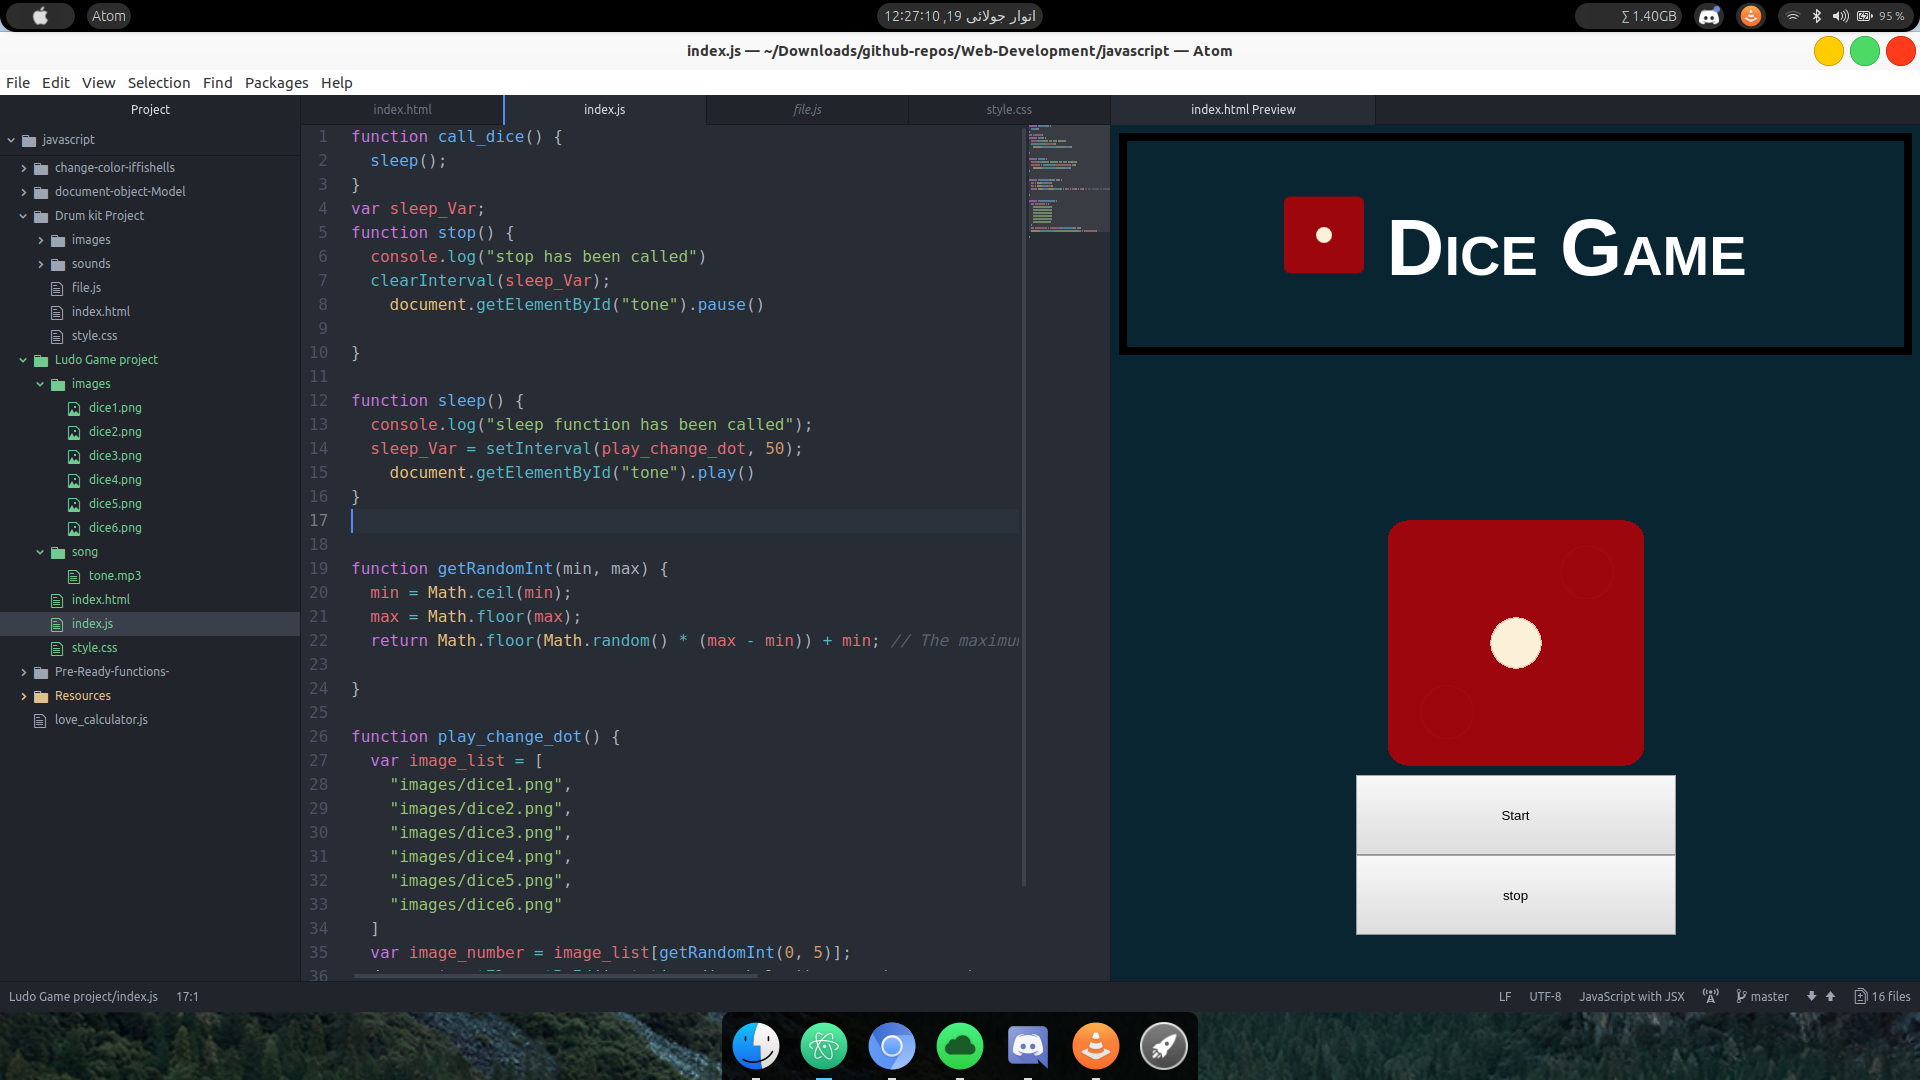 Atom
اتوار جولائی 19, 12:27:10
∑ 1.40GB
95 %
index.js — ~/Downloads/github-repos/Web-Development/javascript — Atom
File Edit View Selection Find Packages Help
Project
index.html
index.js
file.js
style.css
index.html Preview
javascript
change-color-iffishells
document-object-Model
Drum kit Project
images
sounds
file.js
index.html
style.css
Ludo Game project
images
dice1.png
dice2.png
dice3.png
dice4.png
dice5.png
dice6.png
song
tone.mp3
index.html
index.js
style.css
Pre-Ready-functions-
Resources
love_calculator.js
1 function call_dice() {
2 sleep();
3 }
4 var sleep_Var;
5 function stop() {
6 console.log("stop has been called")
7 clearInterval(sleep_Var);
8 document.getElementById("tone").pause()
9
10 }
11
12 function sleep() {
13 console.log("sleep function has been called");
14 sleep_Var = setInterval(play_change_dot, 50);
15 document.getElementById("tone").play()
16 }
17
18
19 function getRandomInt(min, max) {
20 min = Math.ceil(min);
21 max = Math.floor(max);
22 return Math.floor(Math.random() * (max - min)) + min; // The maximu
23
24 }
25
26 function play_change_dot() {
27 var image_list = [
28 "images/dice1.png",
29 "images/dice2.png",
30 "images/dice3.png",
31 "images/dice4.png",
32 "images/dice5.png",
33 "images/dice6.png"
34 ]
35 var image_number = image_list[getRandomInt(0, 5)];
36
Dice Game
Start
stop
Ludo Game project/index.js 17:1
LF UTF-8 JavaScript with JSX master 16 files